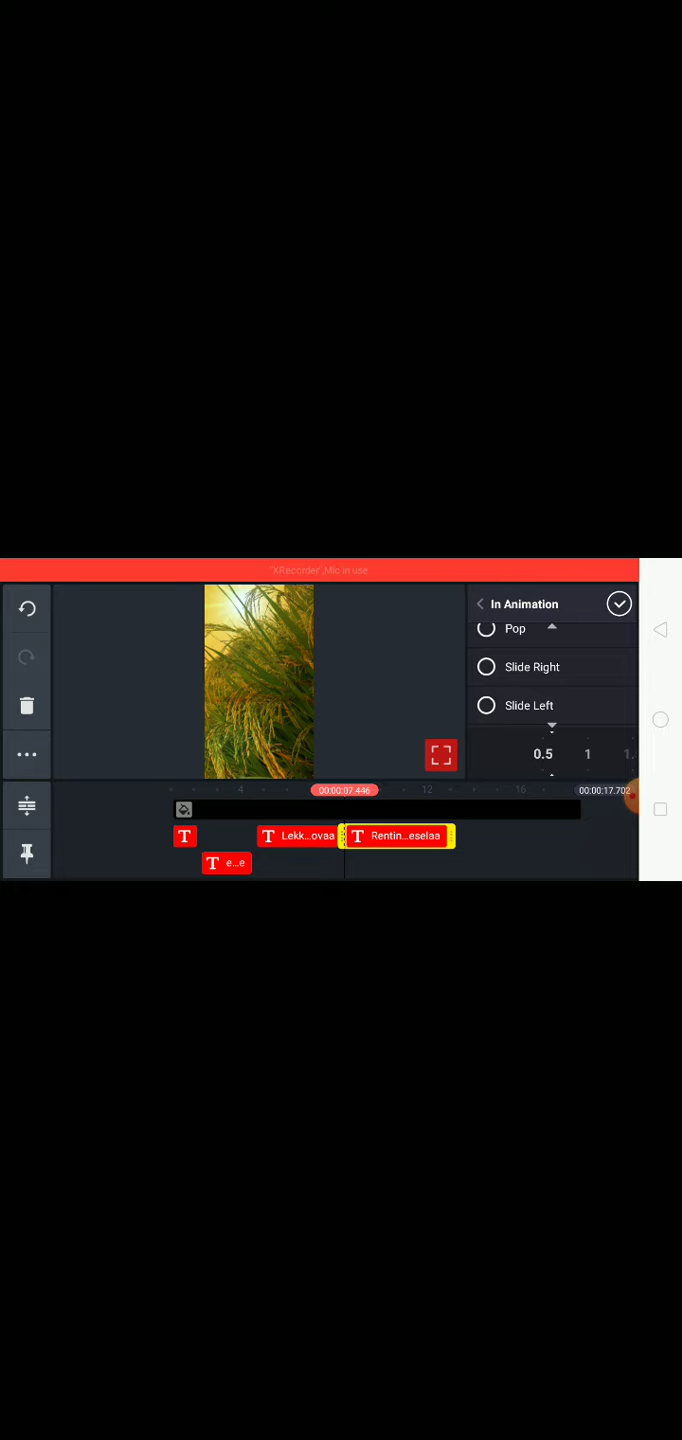 "XRecorder",Mic in use
In Animation
Pop
Slide Right
Slide Left
0.5 1
4 12 16
00:00:07.446
00:00:17.702
T
T Lekk...ovaa
T Rentin...eselaa
T e...e